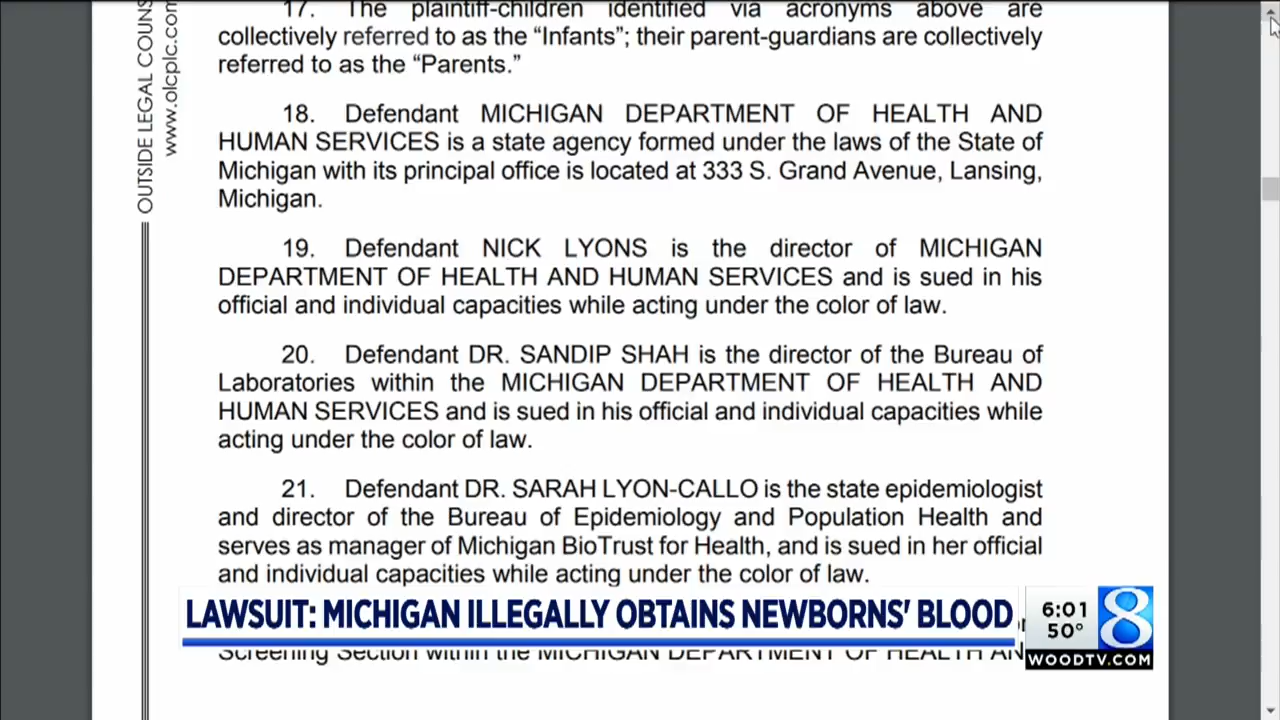 17. The plaintiff-children identified via acronyms above are
collectively referred to as the “Infants”; their parent-guardians are collectively
referred to as the “Parents.”
18. Defendant MICHIGAN DEPARTMENT OF HEALTH AND
HUMAN SERVICES is a state agency formed under the laws of the State of
Michigan with its principal office is located at 333 S. Grand Avenue, Lansing,
Michigan.
19. Defendant NICK LYONS is the director of MICHIGAN
DEPARTMENT OF HEALTH AND HUMAN SERVICES and is sued in his
official and individual capacities while acting under the color of law.
20. Defendant DR. SANDIP SHAH is the director of the Bureau of
Laboratories within the MICHIGAN DEPARTMENT OF HEALTH AND
HUMAN SERVICES and is sued in his official and individual capacities while
acting under the color of law.
21. Defendant DR. SARAH LYON-CALLO is the state epidemiologist
and director of the Bureau of Epidemiology and Population Health and
serves as manager of Michigan BioTrust for Health, and is sued in her official
and individual capacities while acting under the color of law.
Screening Section within the MICHIGAN DEPARTMENT OF HEALTH AN
OUTSIDE LEGAL COUNS
www.olcplc.com
LAWSUIT: MICHIGAN ILLEGALLY OBTAINS NEWBORNS' BLOOD
6:01
50°
8
WOODTV.COM